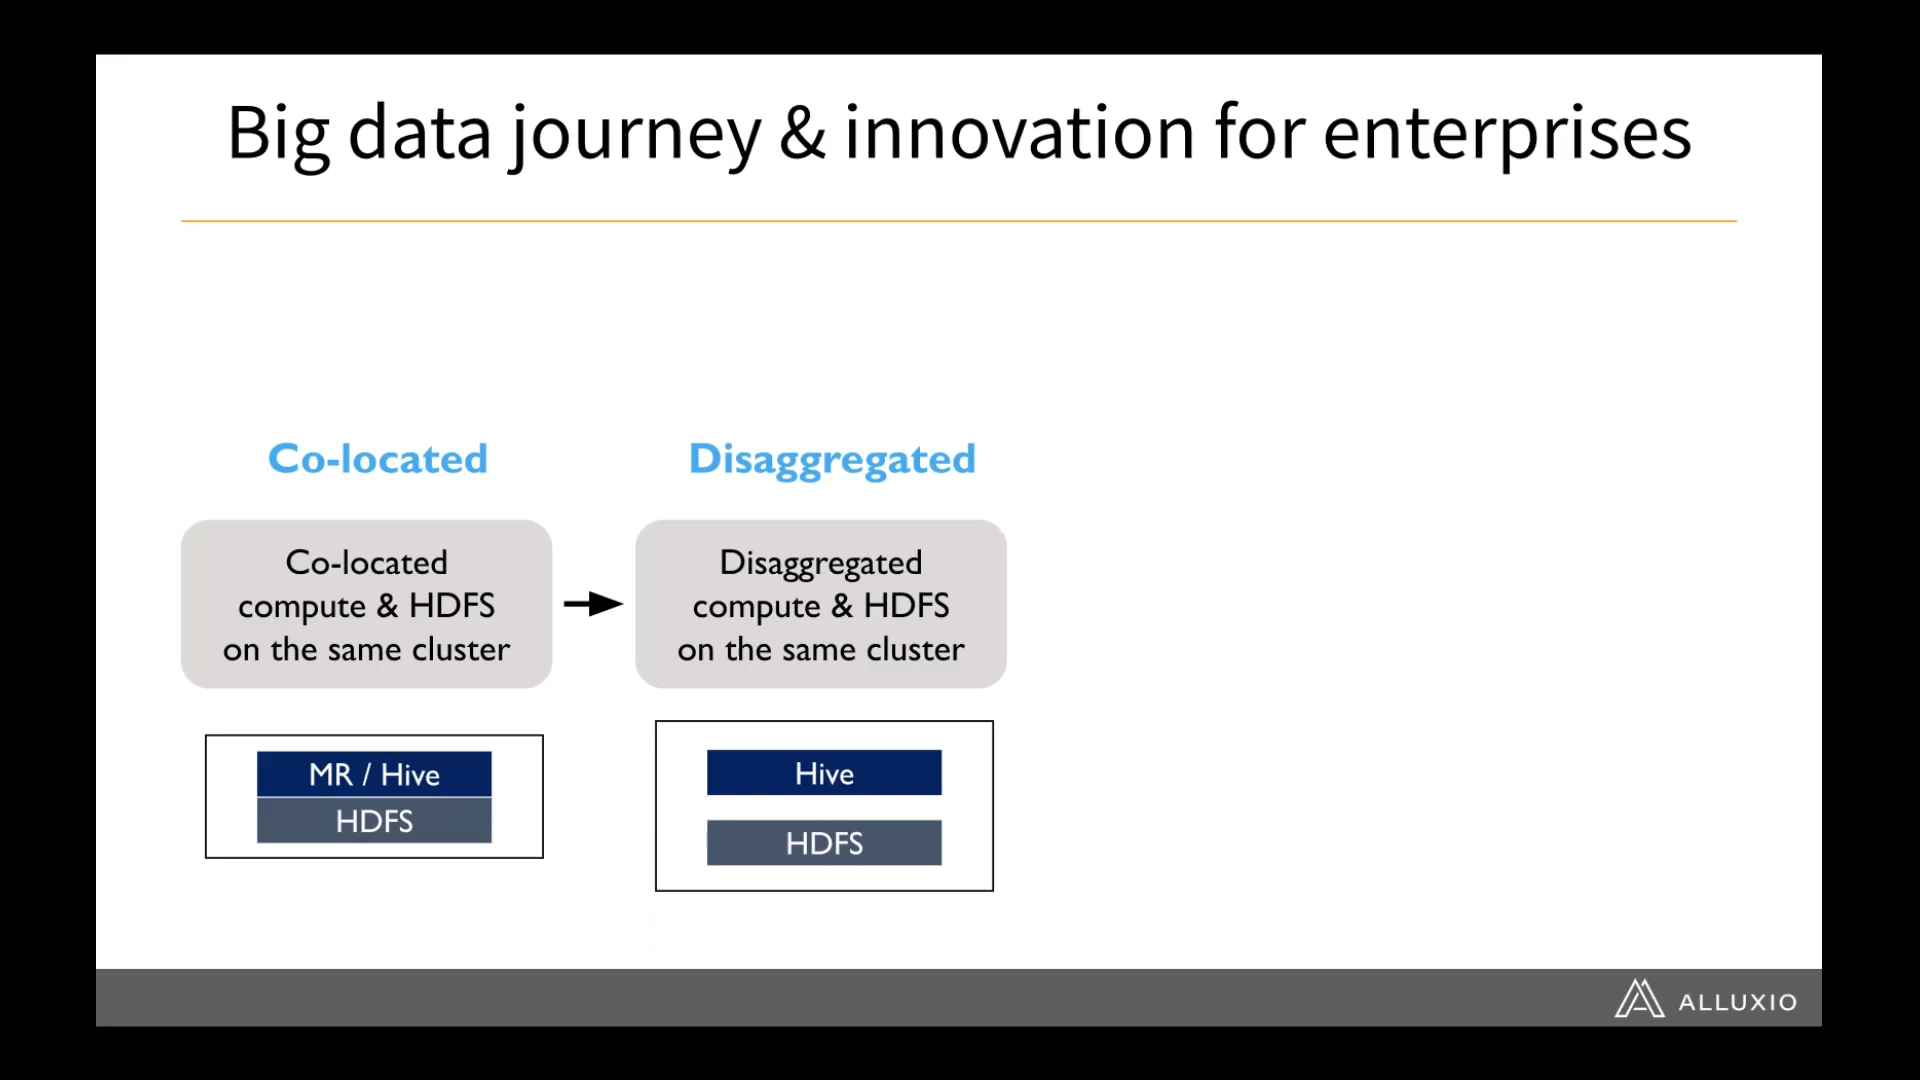 Big data journey & innovation for enterprises
Co-located
Disaggregated
Co-located
compute & HDFS
on the same cluster
Disaggregated
compute & HDFS
on the same cluster
MR / Hive
HDFS
Hive
HDFS
ALLUXIO